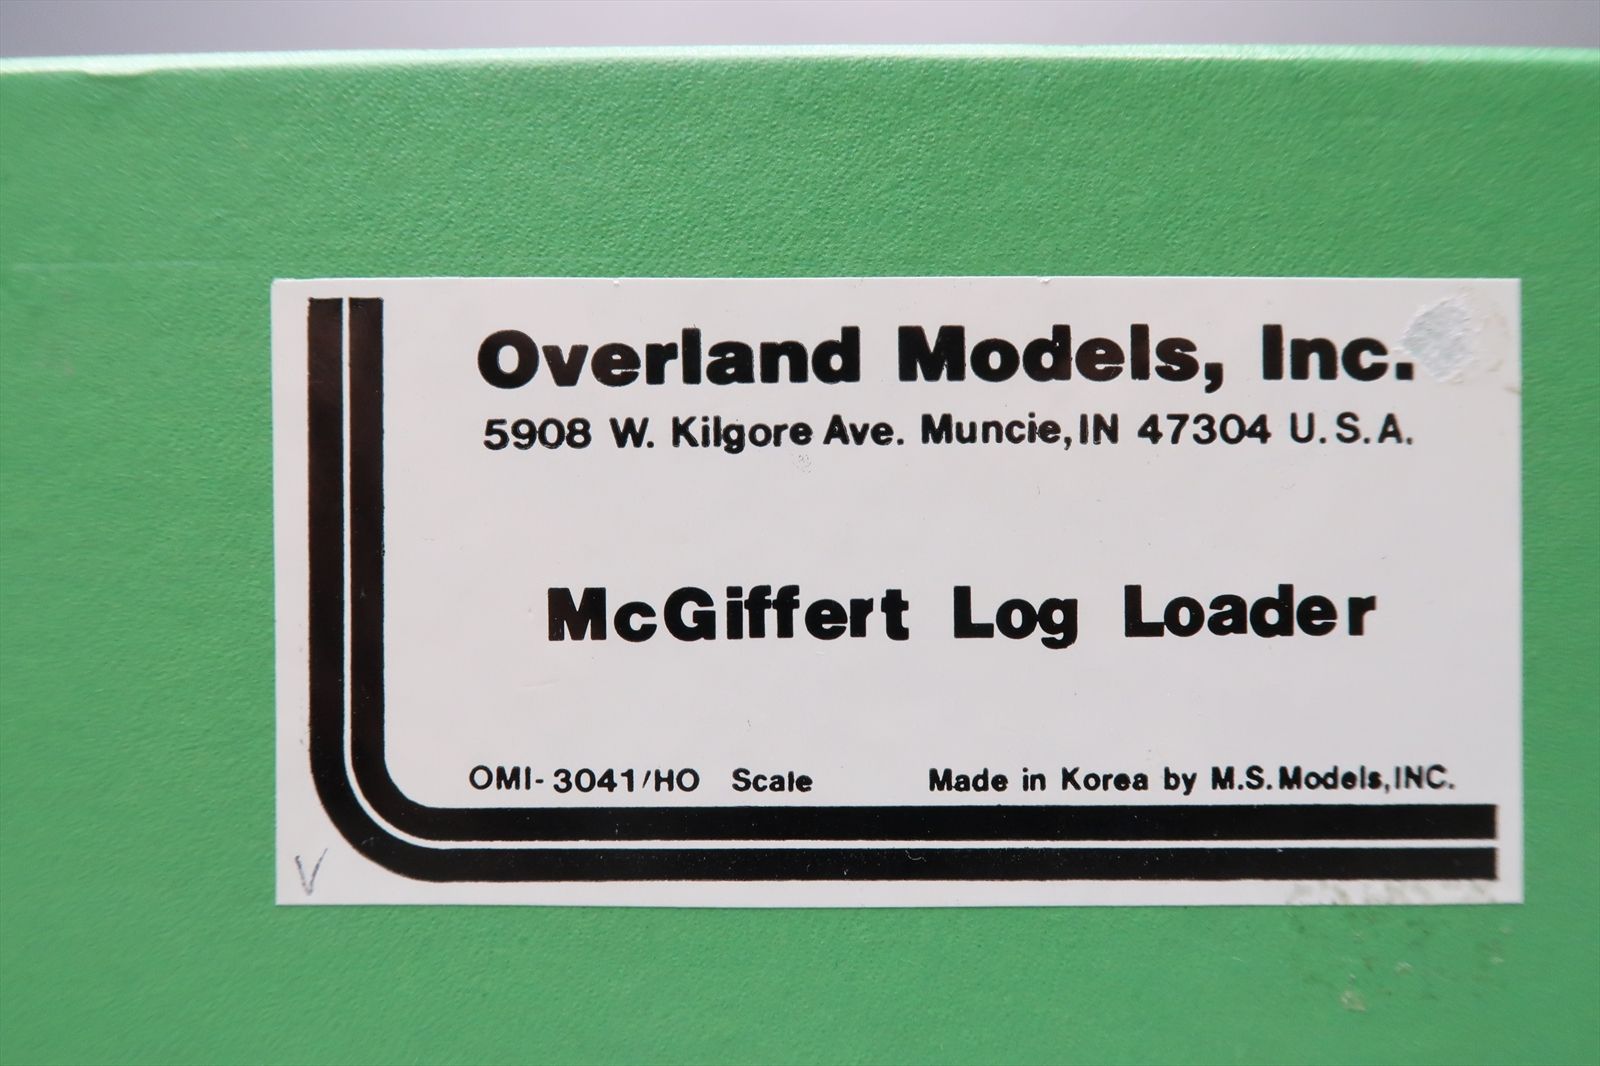 Overland Models, Inc.
5908 W. Kilgore Ave. Muncie, IN 47304 U.S.A.
McGiffert Log Loader
OMI-3041/HO Scale Made in Korea by M.S. Models, INC.
V